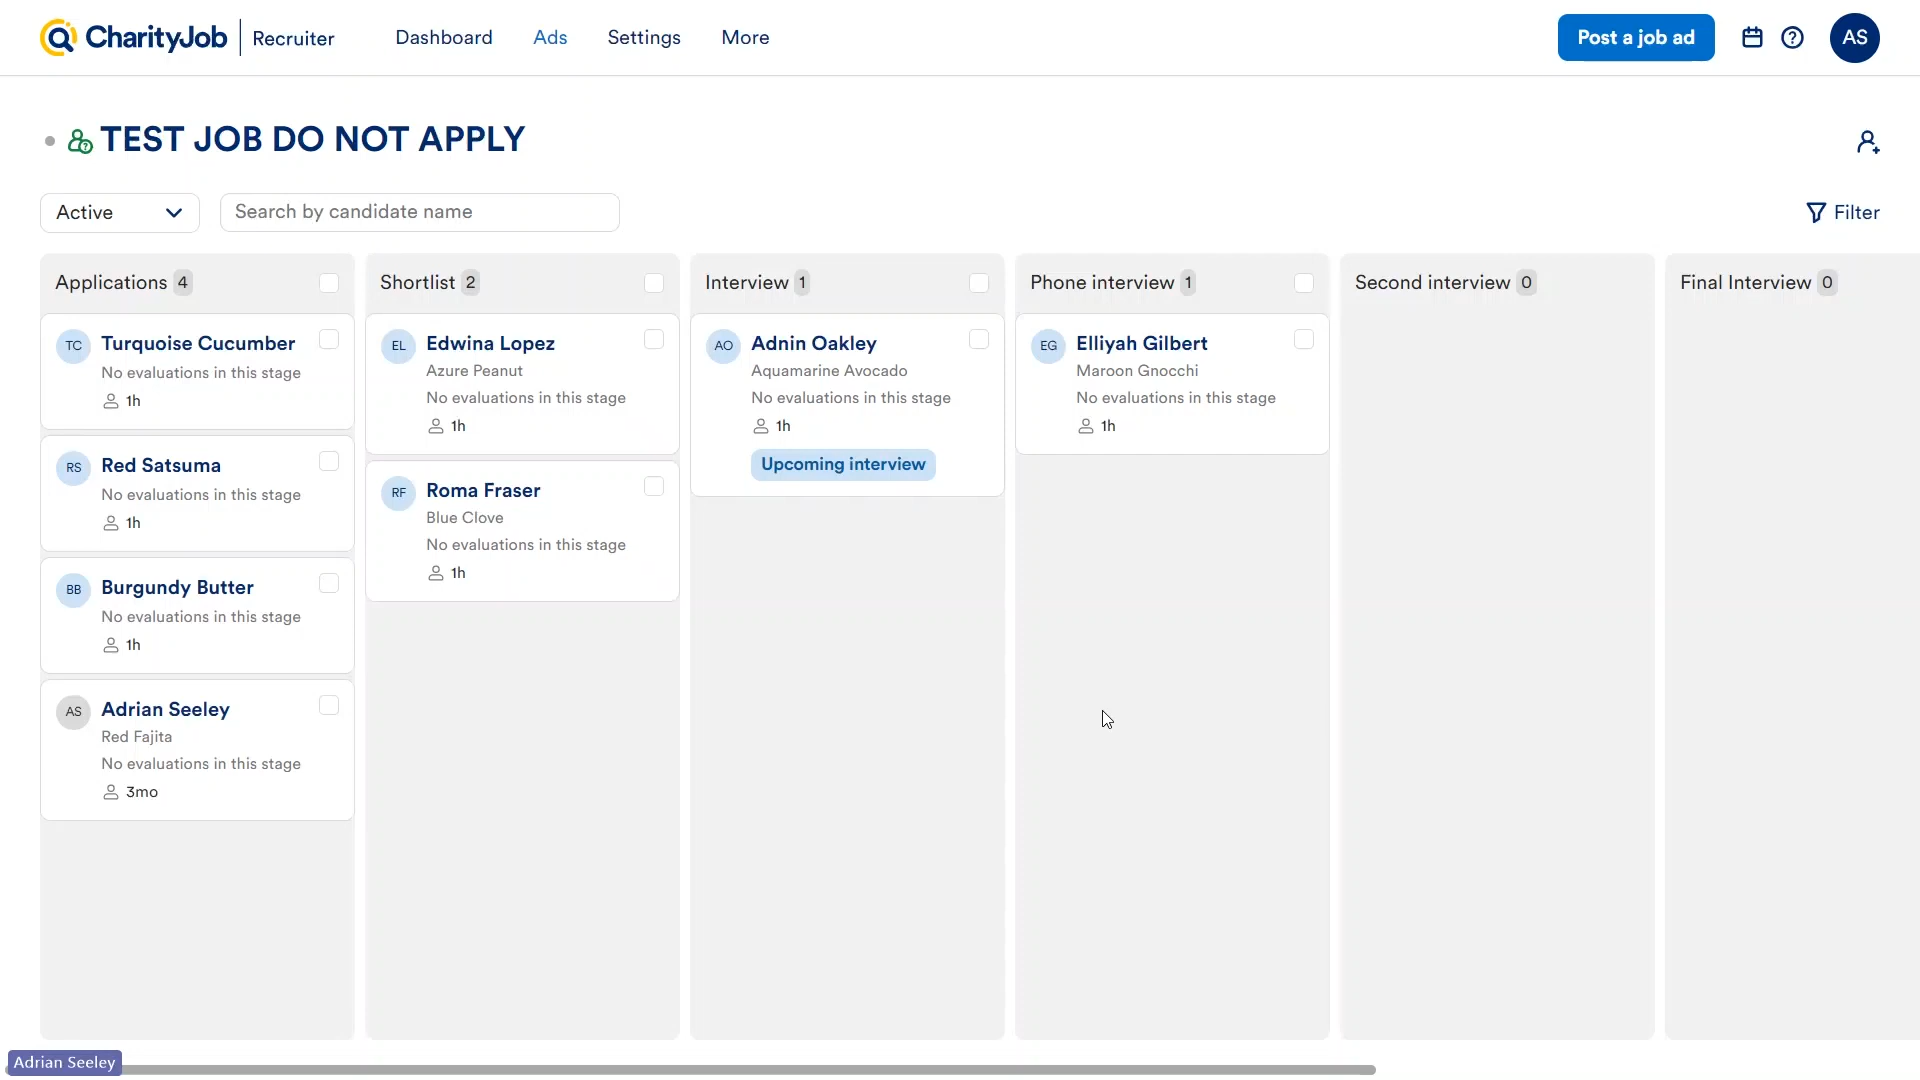 CharityJob Recruiter Dashboard Ads Settings More Post a job ad AS
TEST JOB DO NOT APPLY
Active Search by candidate name Filter
Applications 4
TC Turquoise Cucumber
No evaluations in this stage
1h
RS Red Satsuma
No evaluations in this stage
1h
BB Burgundy Butter
No evaluations in this stage
1h
AS Adrian Seeley
Red Fajita
No evaluations in this stage
3mo
Shortlist 2
EL Edwina Lopez
Azure Peanut
No evaluations in this stage
1h
RF Roma Fraser
Blue Clove
No evaluations in this stage
1h
Interview 1
AO Adnin Oakley
Aquamarine Avocado
No evaluations in this stage
1h
Upcoming interview
Phone interview 1
EG Elliyah Gilbert
Maroon Gnocchi
No evaluations in this stage
1h
Second interview 0
Final Interview 0
Adrian Seeley